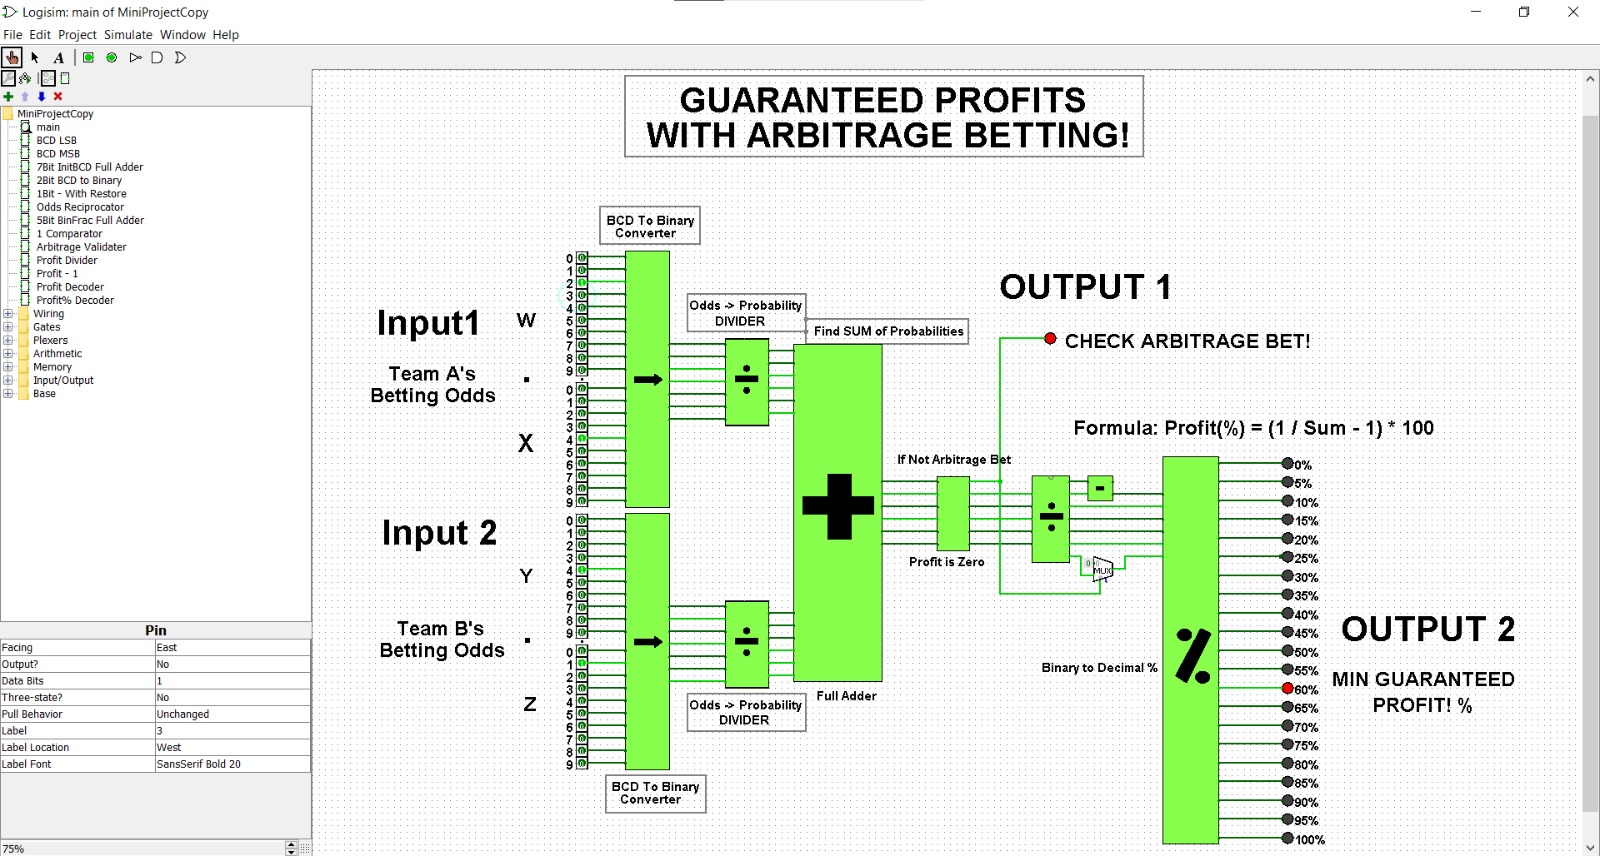 Logisim: main of MiniProjectCopy
File Edit Project Simulate Window Help
A
MiniProjectCopy
main
BCD LSB
BCD MSB
7Bit InitBCD Full Adder
2Bit BCD to Binary
1Bit - With Restore
Odds Reciprocator
5Bit BinFrac Full Adder
1 Comparator
Arbitrage Validater
Profit Divider
Profit - 1
Profit Decoder
Profit% Decoder
Wiring
Gates
Plexers
Arithmetic
Memory
Input/Output
Base
Pin
Facing East
Output? No
Data Bits 1
Three-state? No
Pull Behavior Unchanged
Label 3
Label Location West
Label Font SansSerif Bold 20
75%
GUARANTEED PROFITS
WITH ARBITRAGE BETTING!
BCD To Binary
Converter
Input1
W
Team A's
Betting Odds
.
X
0
1
2
3
4
5
6
7
8
9
.
0
1
2
3
4
5
6
7
8
9
Odds -> Probability
DIVIDER
Find SUM of Probabilities
Input 2
Y
Team B's
Betting Odds
.
Z
0
1
2
3
4
5
6
7
8
9
.
0
1
2
3
4
5
6
7
8
9
Odds -> Probability
DIVIDER
BCD To Binary
Converter
Full Adder
OUTPUT 1
CHECK ARBITRAGE BET!
Formula: Profit(%) = (1 / Sum - 1) * 100
If Not Arbitrage Bet
Profit is Zero
MUX
Binary to Decimal %
%
0%
5%
10%
15%
20%
25%
30%
35%
40%
45%
50%
55%
60%
65%
70%
75%
80%
85%
90%
95%
100%
OUTPUT 2
MIN GUARANTEED
PROFIT! %